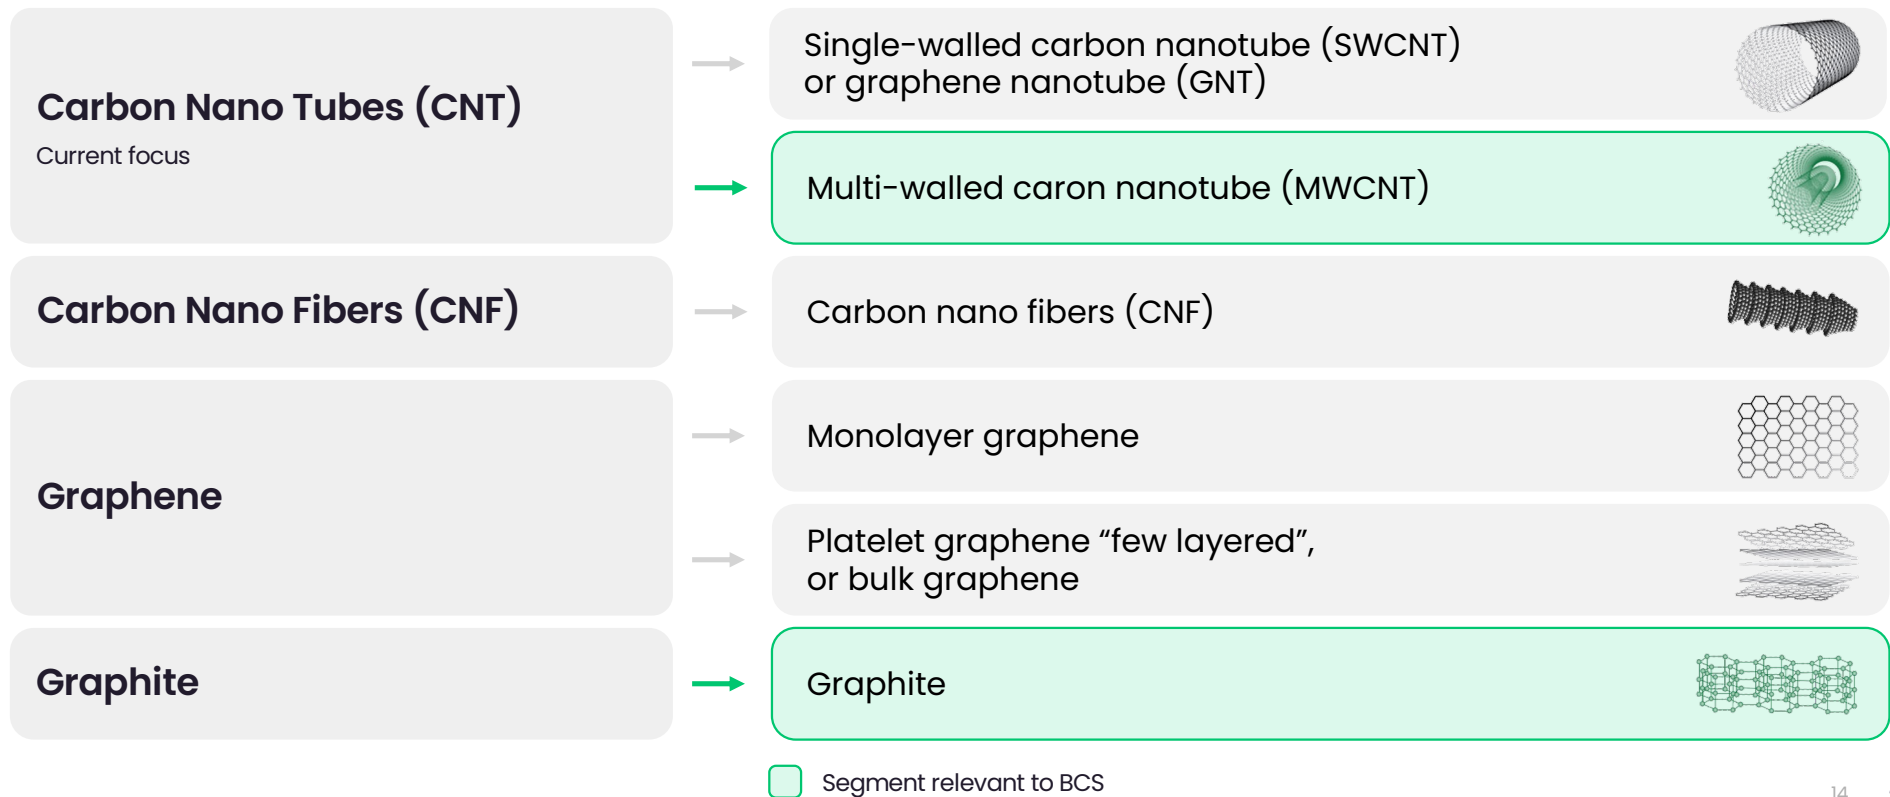 Carbon Nano Tubes (CNT)
Current focus
Single-walled carbon nanotube (SWCNT)
or graphene nanotube (GNT)
Multi-walled caron nanotube (MWCNT)
Carbon Nano Fibers (CNF)
Carbon nano fibers (CNF)
Graphene
Monolayer graphene
Platelet graphene “few layered”,
or bulk graphene
Graphite
Graphite
Segment relevant to BCS
14